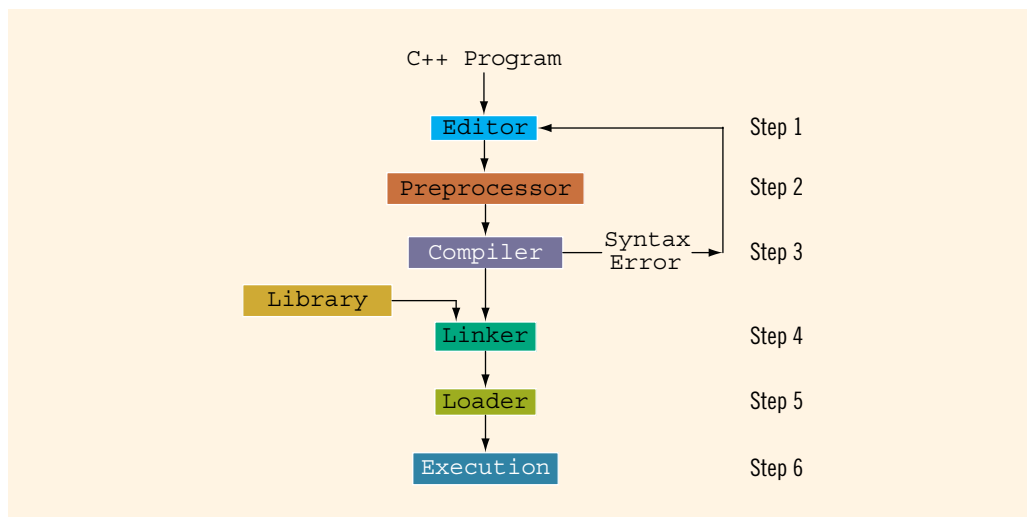 C++ Program
Editor
Step 1
Preprocessor
Step 2
Compiler
Syntax
Error
Step 3
Library
Linker
Step 4
Loader
Step 5
Execution
Step 6